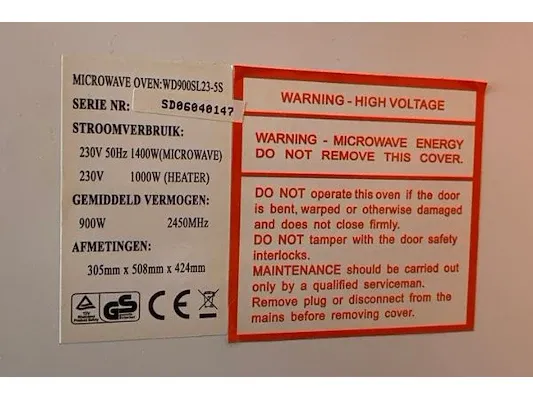 MICROWAVE OVEN:WD900SL23-5S
SERIE NR: SD06040147
STROOMVERBRUIK:
230V 50Hz 1400W(MICROWAVE)
230V 1000W (HEATER)
GEMIDDELD VERMOGEN:
900W 2450MHz
AFMETINGEN:
305mm x 508mm x 424mm
GS CE
WARNING - HIGH VOLTAGE
WARNING - MICROWAVE ENERGY
DO NOT REMOVE THIS COVER.
DO NOT operate this oven if the door
is bent, warped or otherwise damaged
and does not close firmly.
DO NOT tamper with the door safety
interlocks.
MAINTENANCE should be carried out
only by a qualified serviceman.
Remove plug or disconnect from the
mains before removing cover.